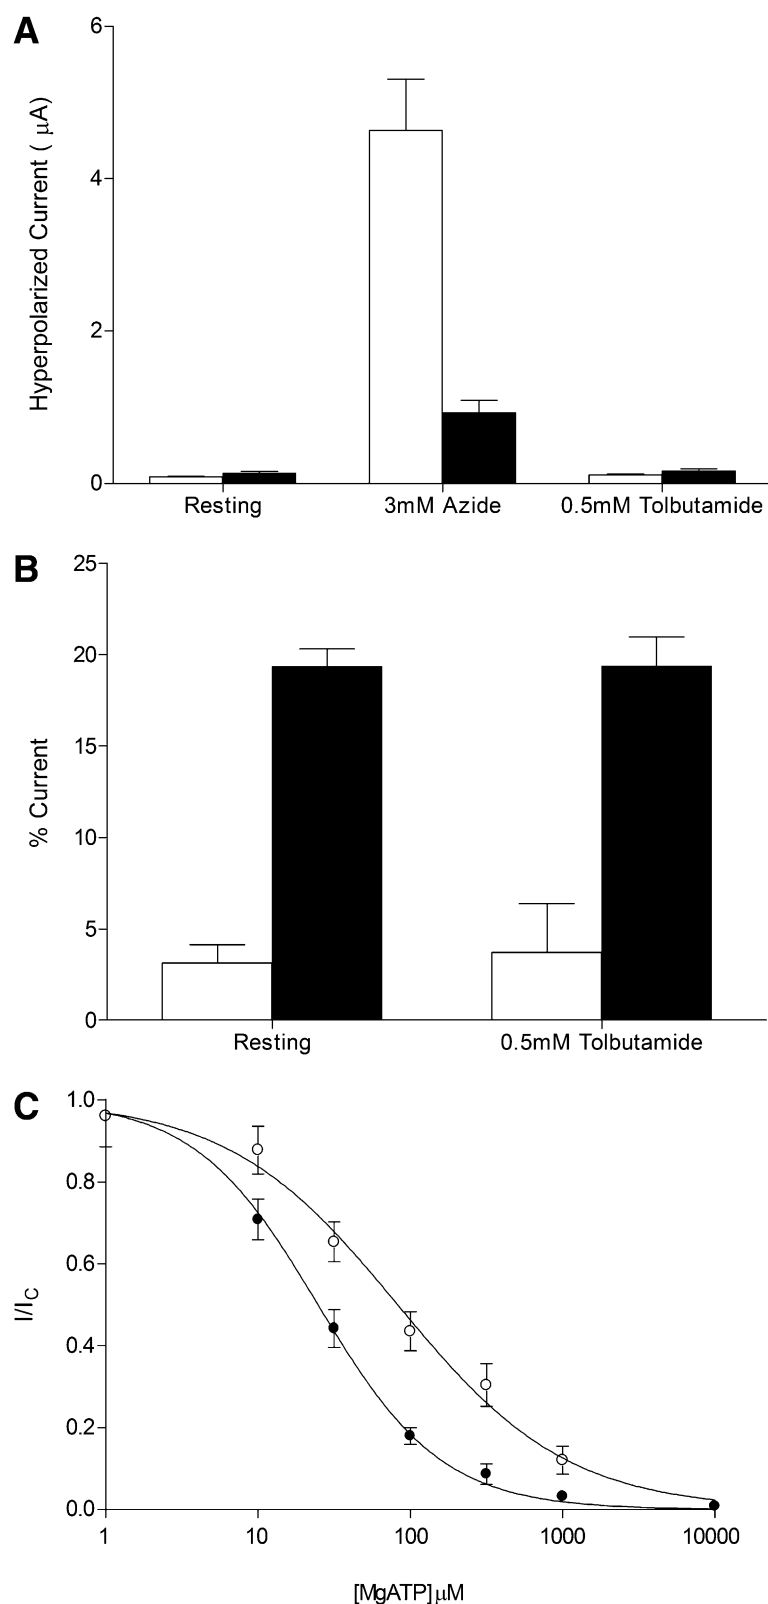 A
Hyperpolarized Current ( μA)
6
4
2
0
Resting
3mM Azide
0.5mM Tolbutamide
B
% Current
25
20
15
10
5
0
Resting
0.5mM Tolbutamide
C
I/IC
1.0
0.8
0.6
0.4
0.2
0.0
1
10
100
1000
10000
[MgATP] μM